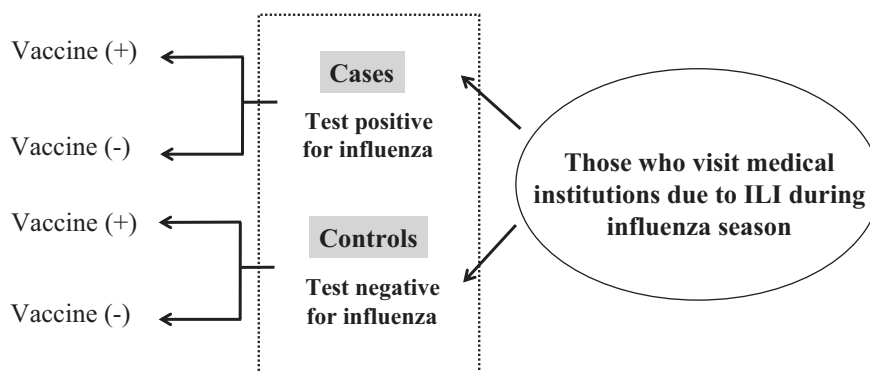 Vaccine (+)
Vaccine (-)
Vaccine (+)
Vaccine (-)
Cases
Test positive
for influenza
Controls
Test negative
for influenza
Those who visit medical
institutions due to ILI during
influenza season